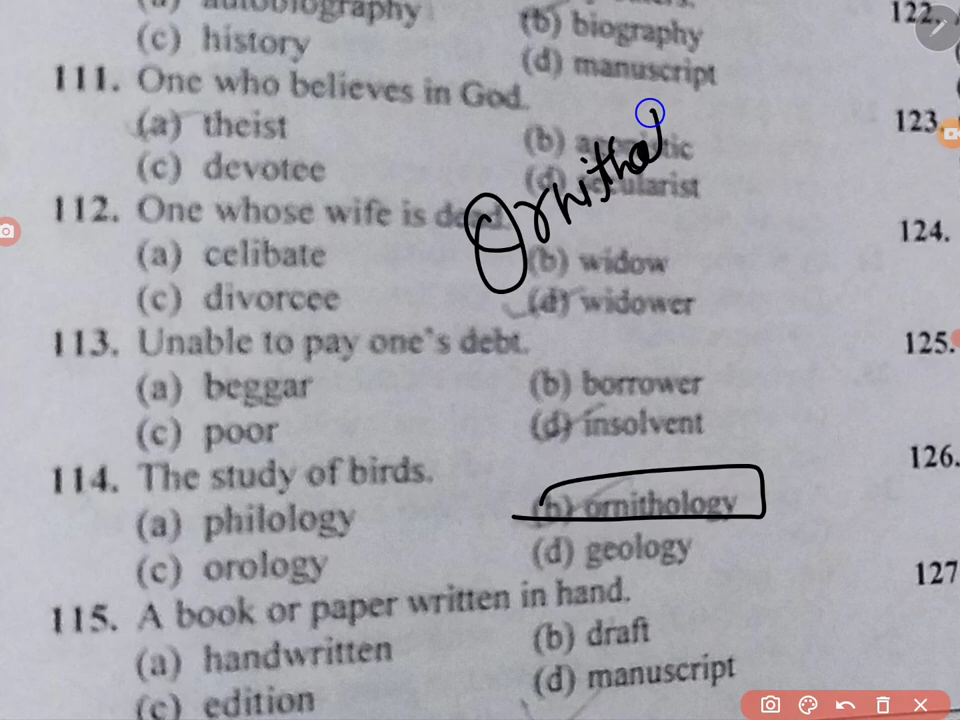 (a) autobiography
(b) biography
(c) history
(d) manuscript
111. One who believes in God.
(a) theist
(c) devotee
112. One whose wife is dead.
(a) celibate
(b) widow
(c) divorcee
(d) widower
113. Unable to pay one's debt.
(a) beggar
(b) borrower
(c) poor
(d) insolvent
114. The study of birds.
(a) philology
(b) ornithology
(c) orology
(d) geology
115. A book or paper written in hand.
(a) handwritten
(b) draft
(c) edition
(d) manuscript
Ornithol
122.
123.
124.
125.
126.
127